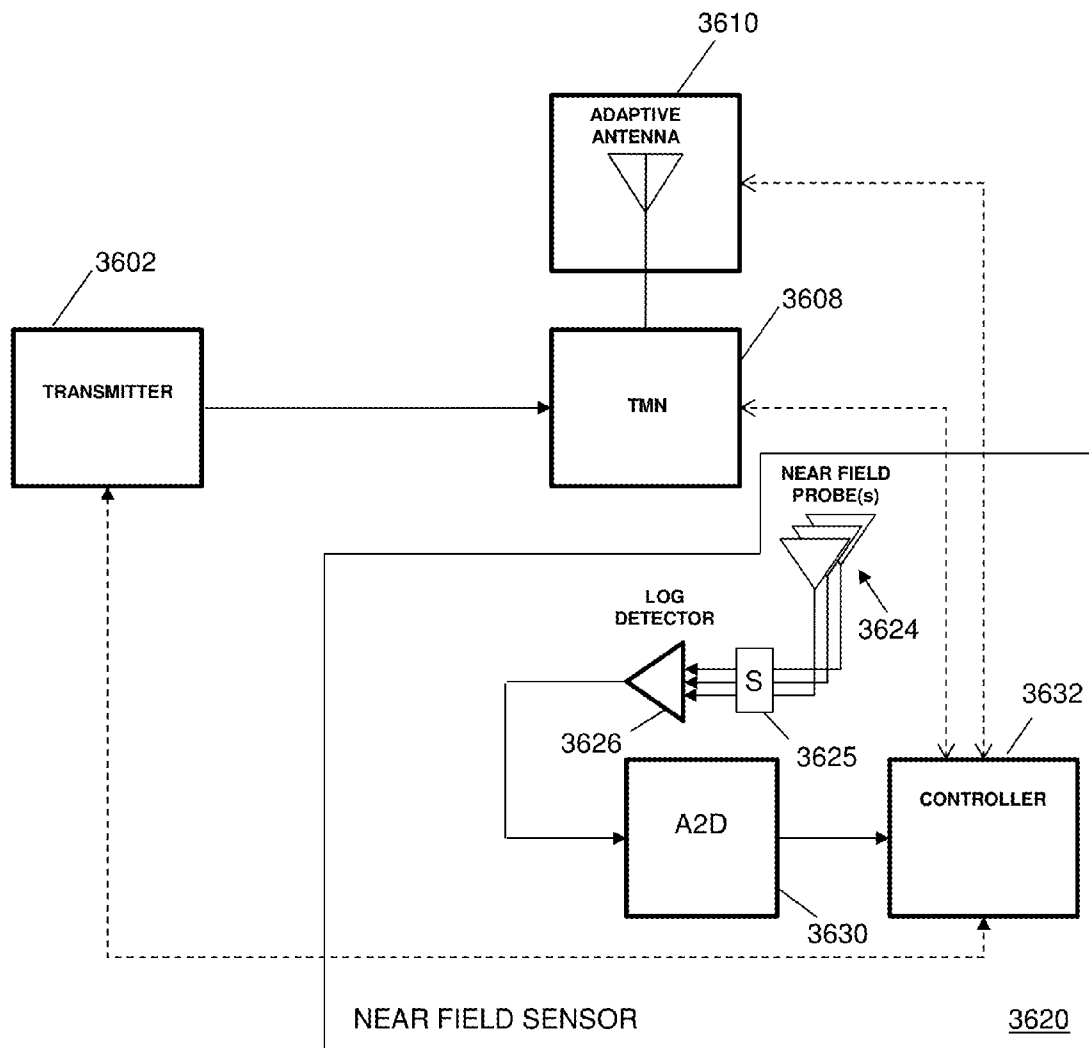 3610
ADAPTIVE
ANTENNA
3602
3608
TRANSMITTER
TMN
NEAR FIELD
PROBE(s)
LOG
DETECTOR
3624
S
3632
3626
3625
CONTROLLER
A2D
3630
NEAR FIELD SENSOR
3620